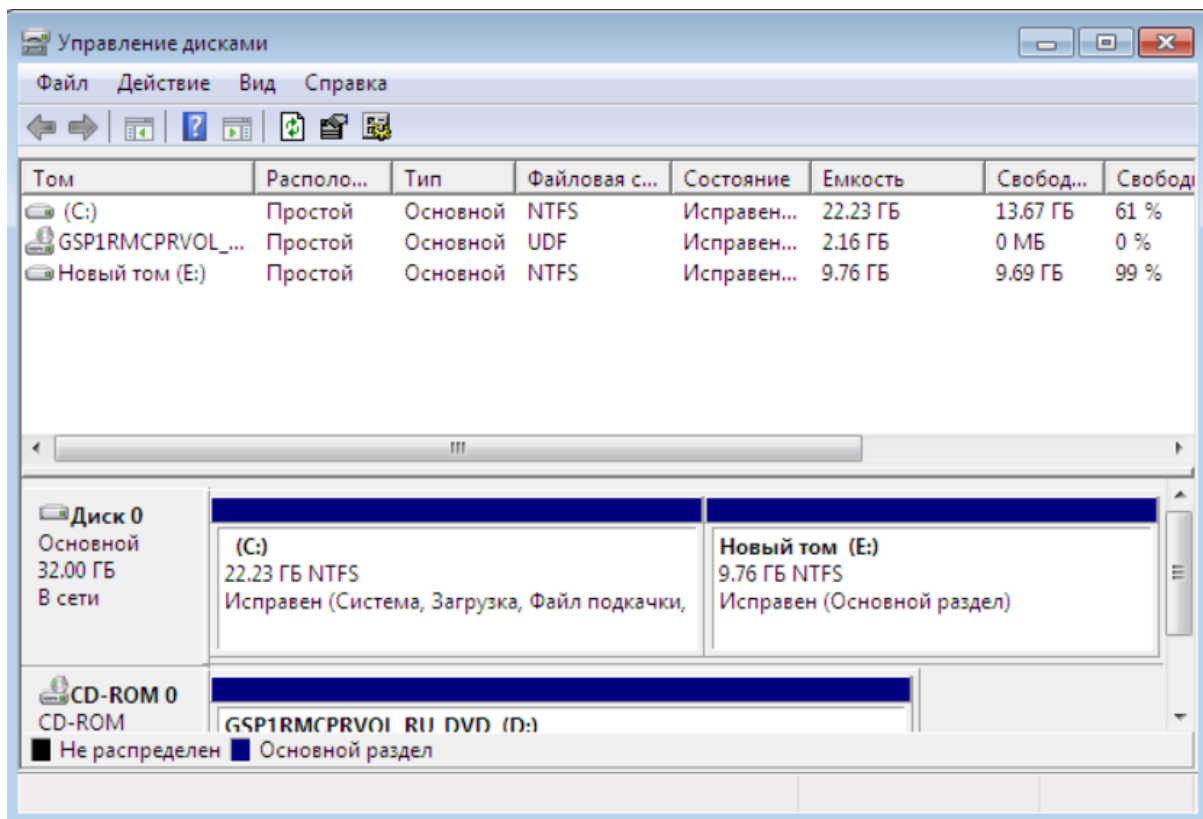 Управление дисками
Файл Действие Вид Справка
Том Располо... Тип Файловая с... Состояние Емкость Свобод... Свободн
(C:) Простой Основной NTFS Исправен... 22.23 ГБ 13.67 ГБ 61 %
GSP1RMCPRVOL_... Простой Основной UDF Исправен... 2.16 ГБ 0 МБ 0 %
Новый том (E:) Простой Основной NTFS Исправен... 9.76 ГБ 9.69 ГБ 99 %
Диск 0
Основной
32.00 ГБ
В сети
(C:)
22.23 ГБ NTFS
Исправен (Система, Загрузка, Файл подкачки,
Новый том (E:)
9.76 ГБ NTFS
Исправен (Основной раздел)
CD-ROM 0
CD-ROM
GSP1RMCPRVOL_RU_DVD (D:)
Не распределен Основной раздел